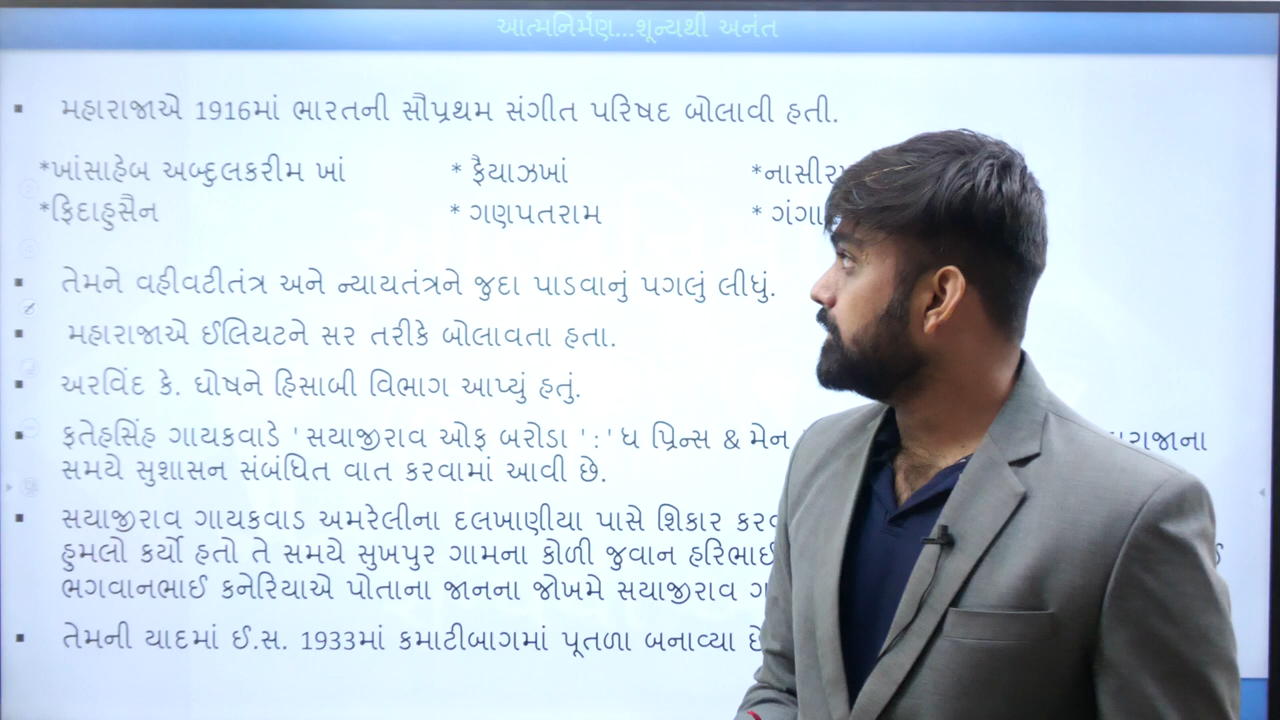 આત્મનિર્મણ...શૂન્યથી અનંત
મહારાજાએ 1916માં ભારતની સૌપ્રથમ સંગીત પરિષદ બોલાવી હતી.
*ખાંસાહેબ અબ્દુલકરીમ ખાં * ફૈયાઝખાં
*ફિદાહુસૈન * ગણપતરામ
તેમને વહીવટીતંત્ર અને ન્યાયતંત્રને જુદા પાડવાનું પગલું લીધું.
મહારાજાએ ઈલિયટને સર તરીકે બોલાવતા હતા.
અરવિંદ કે. ઘોષને હિસાબી વિભાગ આપ્યું હતું.
ફતેહસિંહ ગાયકવાડે 'સયાજીરાવ ઓફ બરોડા ':'ધ પ્રિન્સ & મેન
સમયે સુશાસન સંબંધિત વાત કરવામાં આવી છે.
સયાજીરાવ ગાયકવાડ અમરેલીના દલખાણીયા પાસે શિકાર
હુમલો કર્યો હતો તે સમયે સુખપુર ગામના કોળી જુવાન હરિભાઈ
ભગવાનભાઈ કનેરિયાએ પોતાના જાનના જોખમે સયાજીરાવ
તેમની યાદમાં ઈ.સ. 1933માં કમાટીબાગમાં પૂતળા બનાવ્યા